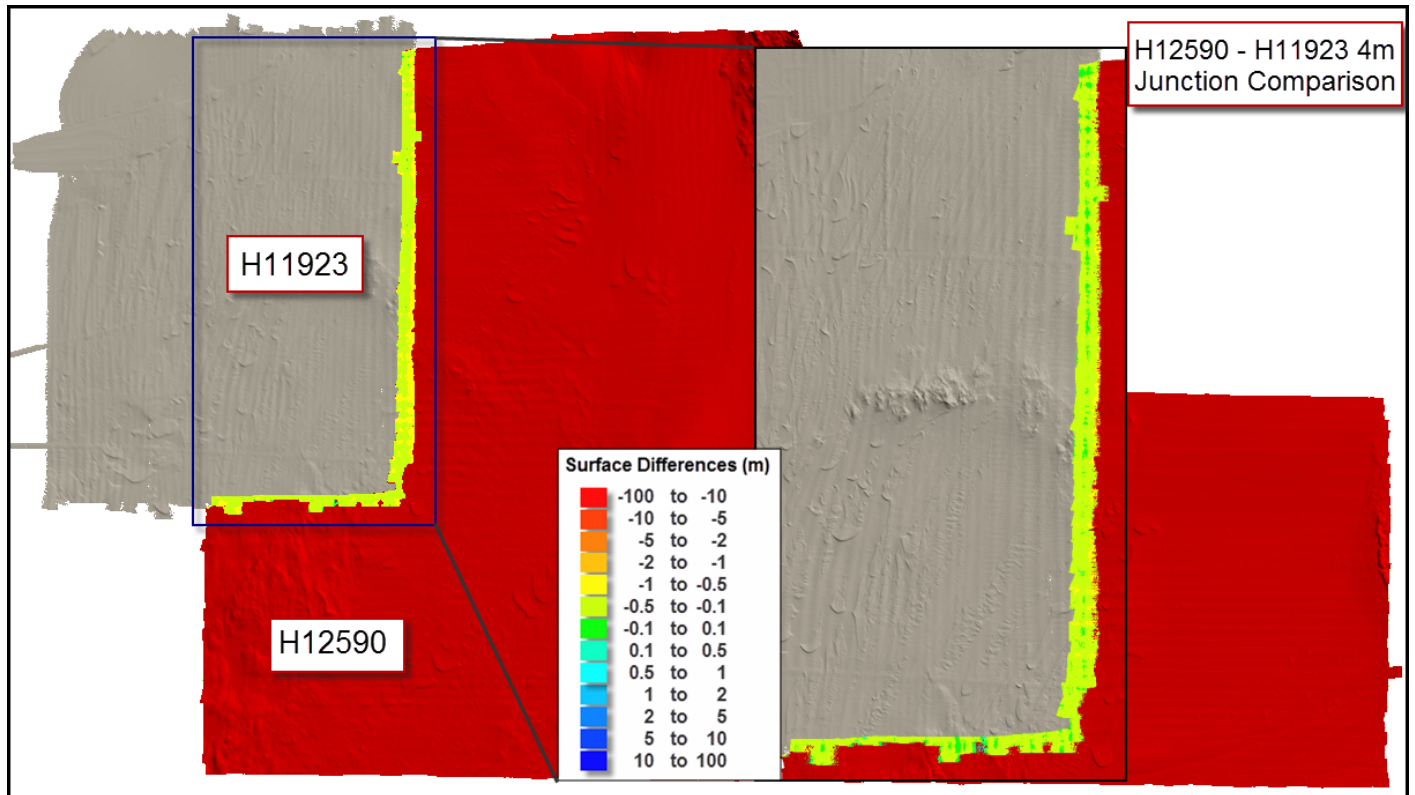 H12590 - H11923 4m
Junction Comparison
H11923
H12590
Surface Differences (m)
-100 to -10
-10 to -5
-5 to -2
-2 to -1
-1 to -0.5
-0.5 to -0.1
-0.1 to 0.1
0.1 to 0.5
0.5 to 1
1 to 2
2 to 5
5 to 10
10 to 100